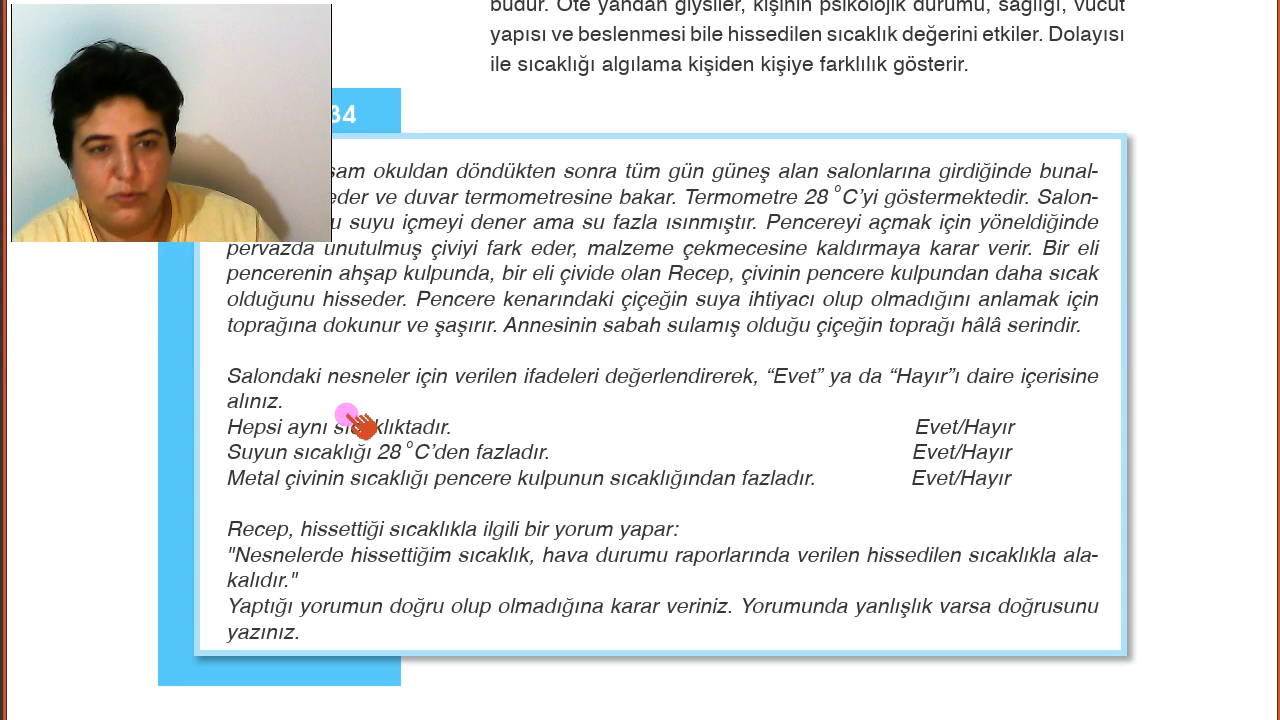 budur. Öte yandan giysiler, kişinin psikolojik durumu, sağlığı, vücut
yapısı ve beslenmesi bile hissedilen sıcaklık değerini etkiler. Dolayısı
ile sıcaklığı algılama kişiden kişiye farklılık gösterir.
34
okuldan döndükten sonra tüm gün güneş alan salonlarına girdiğinde bunal-
ve duvar termometresine bakar. Termometre 28 °C’yi göstermektedir. Salon-
suyu içmeyi dener ama su fazla ısınmıştır. Pencereyi açmak için yöneldiğinde
pervazda unutulmuş çiviyi fark eder, malzeme çekmecesine kaldırmaya karar verir. Bir eli
pencerenin ahşap kulpunda, bir eli çivide olan Recep, çivinin pencere kulpundan daha sıcak
olduğunu hisseder. Pencere kenarındaki çiçeğin suya ihtiyacı olup olmadığını anlamak için
toprağına dokunur ve şaşırır. Annesinin sabah sulamış olduğu çiçeğin toprağı hâlâ serindir.
Salondaki nesneler için verilen ifadeleri değerlendirerek, “Evet” ya da “Hayır”ı daire içerisine
alınız.
Hepsi aynı sıcaklıktadır. Evet/Hayır
Suyun sıcaklığı 28 °C’den fazladır. Evet/Hayır
Metal çivinin sıcaklığı pencere kulpunun sıcaklığından fazladır. Evet/Hayır
Recep, hissettiği sıcaklıkla ilgili bir yorum yapar:
"Nesnelerde hissettiğim sıcaklık, hava durumu raporlarında verilen hissedilen sıcaklıkla ala-
kalıdır."
Yaptığı yorumun doğru olup olmadığına karar veriniz. Yorumunda yanlışlık varsa doğrusunu
yazınız.